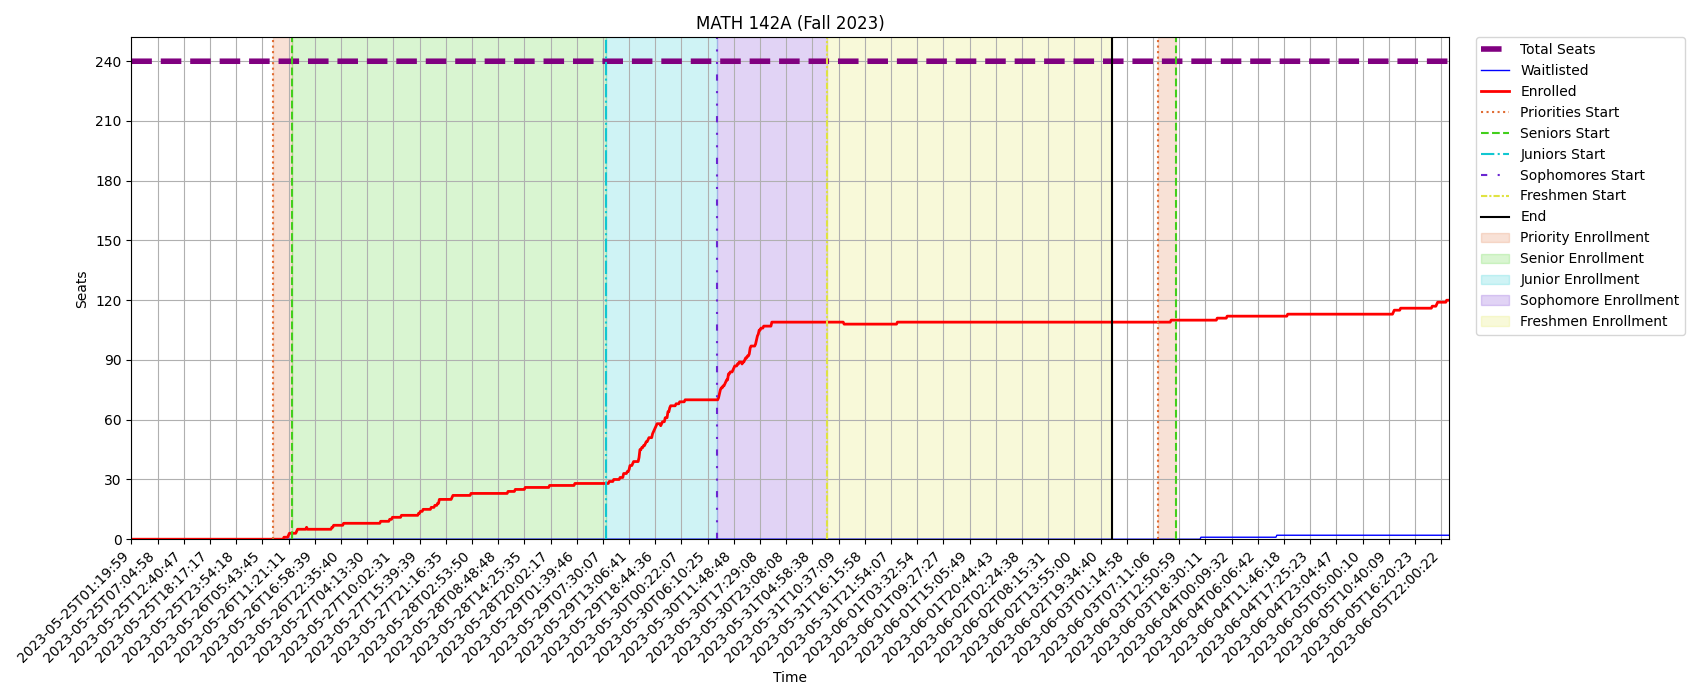 MATH 142A (Fall 2023)
Seats
240
210
180
150
120
90
60
30
0
2023-05-25T01:19:59
2023-05-25T07:04:58
2023-05-25T12:40:47
2023-05-25T18:17:17
2023-05-25T23:54:18
2023-05-26T05:43:45
2023-05-26T11:21:11
2023-05-26T16:58:39
2023-05-26T22:35:40
2023-05-27T04:13:30
2023-05-27T10:02:31
2023-05-27T15:39:39
2023-05-27T21:16:35
2023-05-28T02:53:50
2023-05-28T08:48:48
2023-05-28T14:25:35
2023-05-28T20:02:17
2023-05-29T01:39:46
2023-05-29T07:30:07
2023-05-29T13:06:41
2023-05-29T18:44:36
2023-05-30T00:22:07
2023-05-30T06:10:25
2023-05-30T11:48:48
2023-05-30T17:29:08
2023-05-30T23:08:08
2023-05-31T04:58:38
2023-05-31T10:37:09
2023-05-31T16:15:58
2023-05-31T21:54:07
2023-06-01T03:32:54
2023-06-01T09:27:27
2023-06-01T15:05:49
2023-06-01T20:44:43
2023-06-02T02:24:38
2023-06-02T08:15:31
2023-06-02T13:55:00
2023-06-02T19:34:40
2023-06-03T01:14:58
2023-06-03T07:11:06
2023-06-03T12:50:59
2023-06-03T18:30:11
2023-06-04T00:09:32
2023-06-04T06:06:42
2023-06-04T11:46:18
2023-06-04T17:25:23
2023-06-04T23:04:47
2023-06-05T05:00:10
2023-06-05T10:40:09
2023-06-05T16:20:23
2023-06-05T22:00:22
Time
Total Seats
Waitlisted
Enrolled
Priorities Start
Seniors Start
Juniors Start
Sophomores Start
Freshmen Start
End
Priority Enrollment
Senior Enrollment
Junior Enrollment
Sophomore Enrollment
Freshmen Enrollment